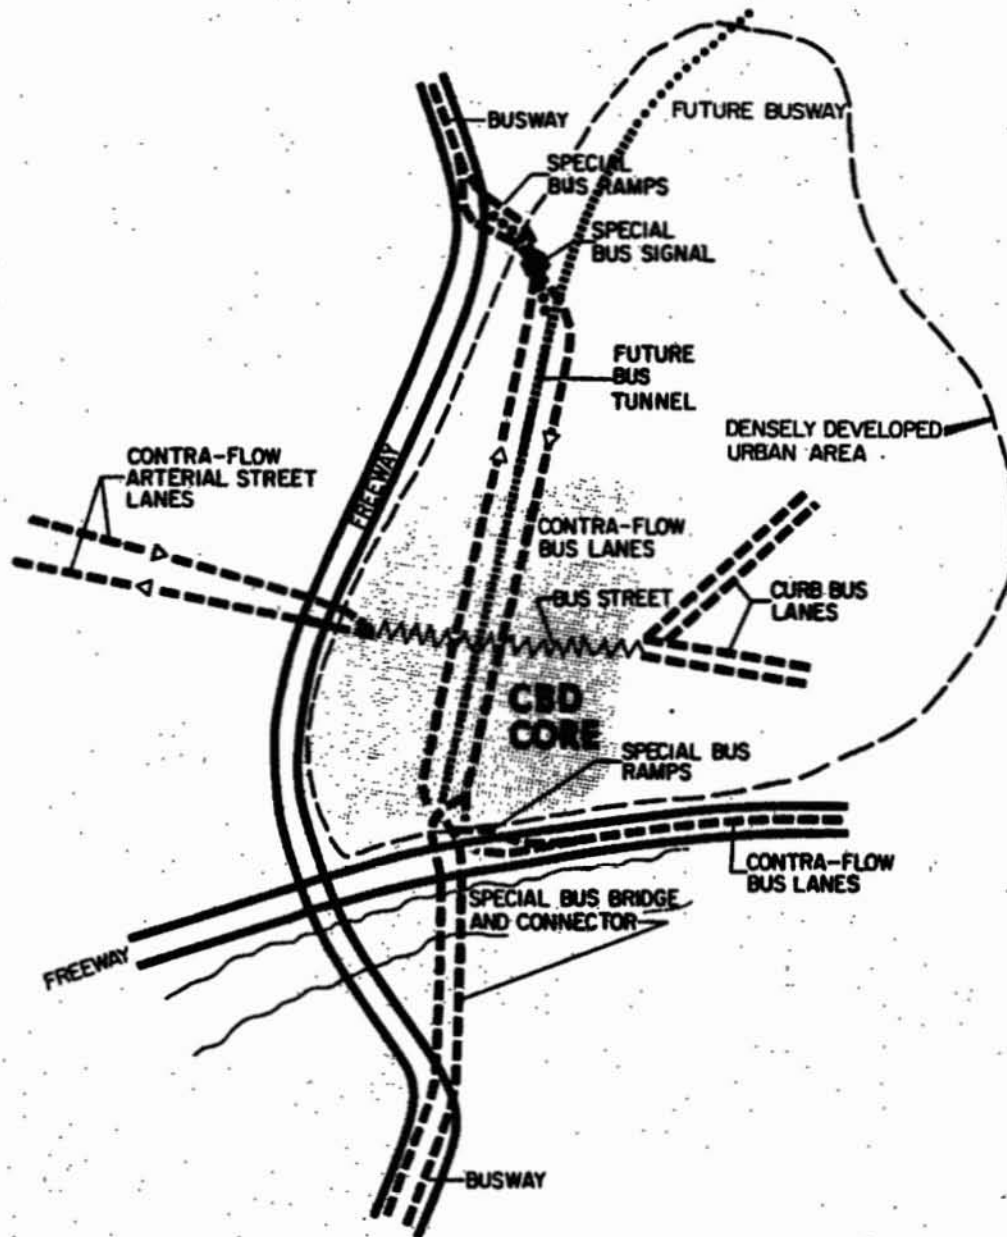 BUSWAY
FUTURE BUSWAY
SPECIAL
BUS RAMPS
SPECIAL
BUS SIGNAL
FUTURE
BUS
TUNNEL
DENSELY DEVELOPED
URBAN AREA
CONTRA-FLOW
ARTERIAL STREET
LANES
FREEWAY
CONTRA-FLOW
BUS LANES
BUS STREET
CURB BUS
LANES
CBD
CORE
SPECIAL BUS
RAMPS
CONTRA-FLOW
BUS LANES
SPECIAL BUS BRIDGE
AND CONNECTOR
FREEWAY
BUSWAY